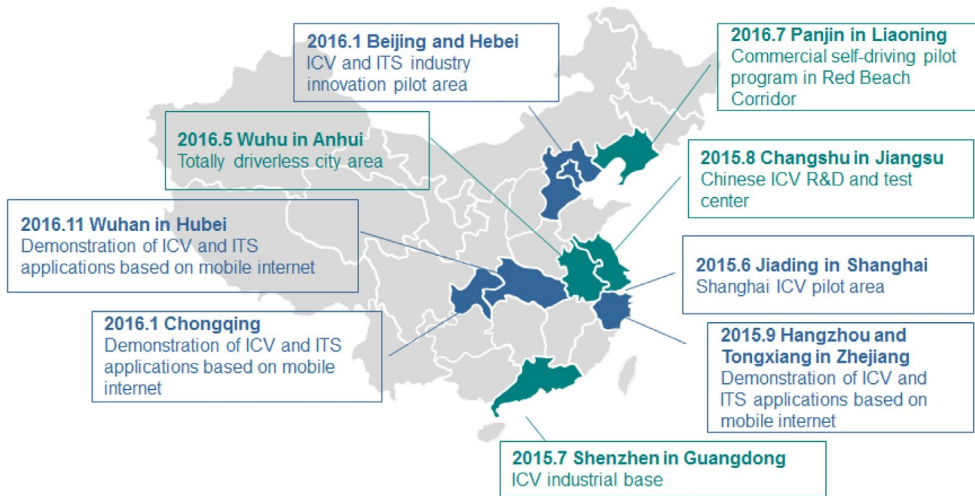 2016.1 Beijing and Hebei
ICV and ITS industry
innovation pilot area
2016.7 Panjin in Liaoning
Commercial self-driving pilot
program in Red Beach
Corridor
2016.5 Wuhu in Anhui
Totally driverless city area
2015.8 Changshu in Jiangsu
Chinese ICV R&D and test
center
2016.11 Wuhan in Hubei
Demonstration of ICV and ITS
applications based on mobile internet
2015.6 Jiading in Shanghai
Shanghai ICV pilot area
2016.1 Chongqing
Demonstration of ICV and ITS
applications based on mobile
internet
2015.9 Hangzhou and
Tongxiang in Zhejiang
Demonstration of ICV and
ITS applications based on
mobile internet
2015.7 Shenzhen in Guangdong
ICV industrial base